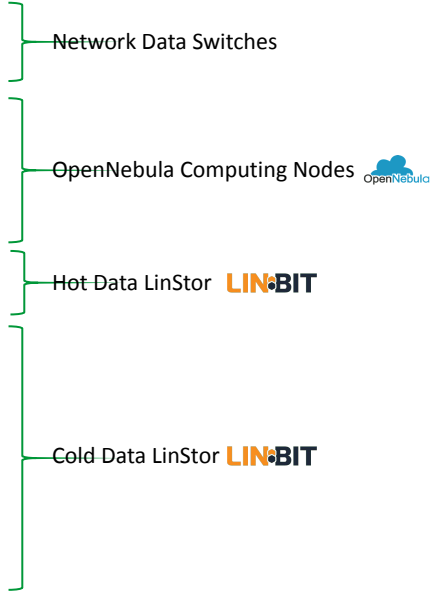 Network Data Switches
OpenNebula Computing Nodes OpenNebula
Hot Data LinStor LINBIT
Cold Data LinStor LINBIT